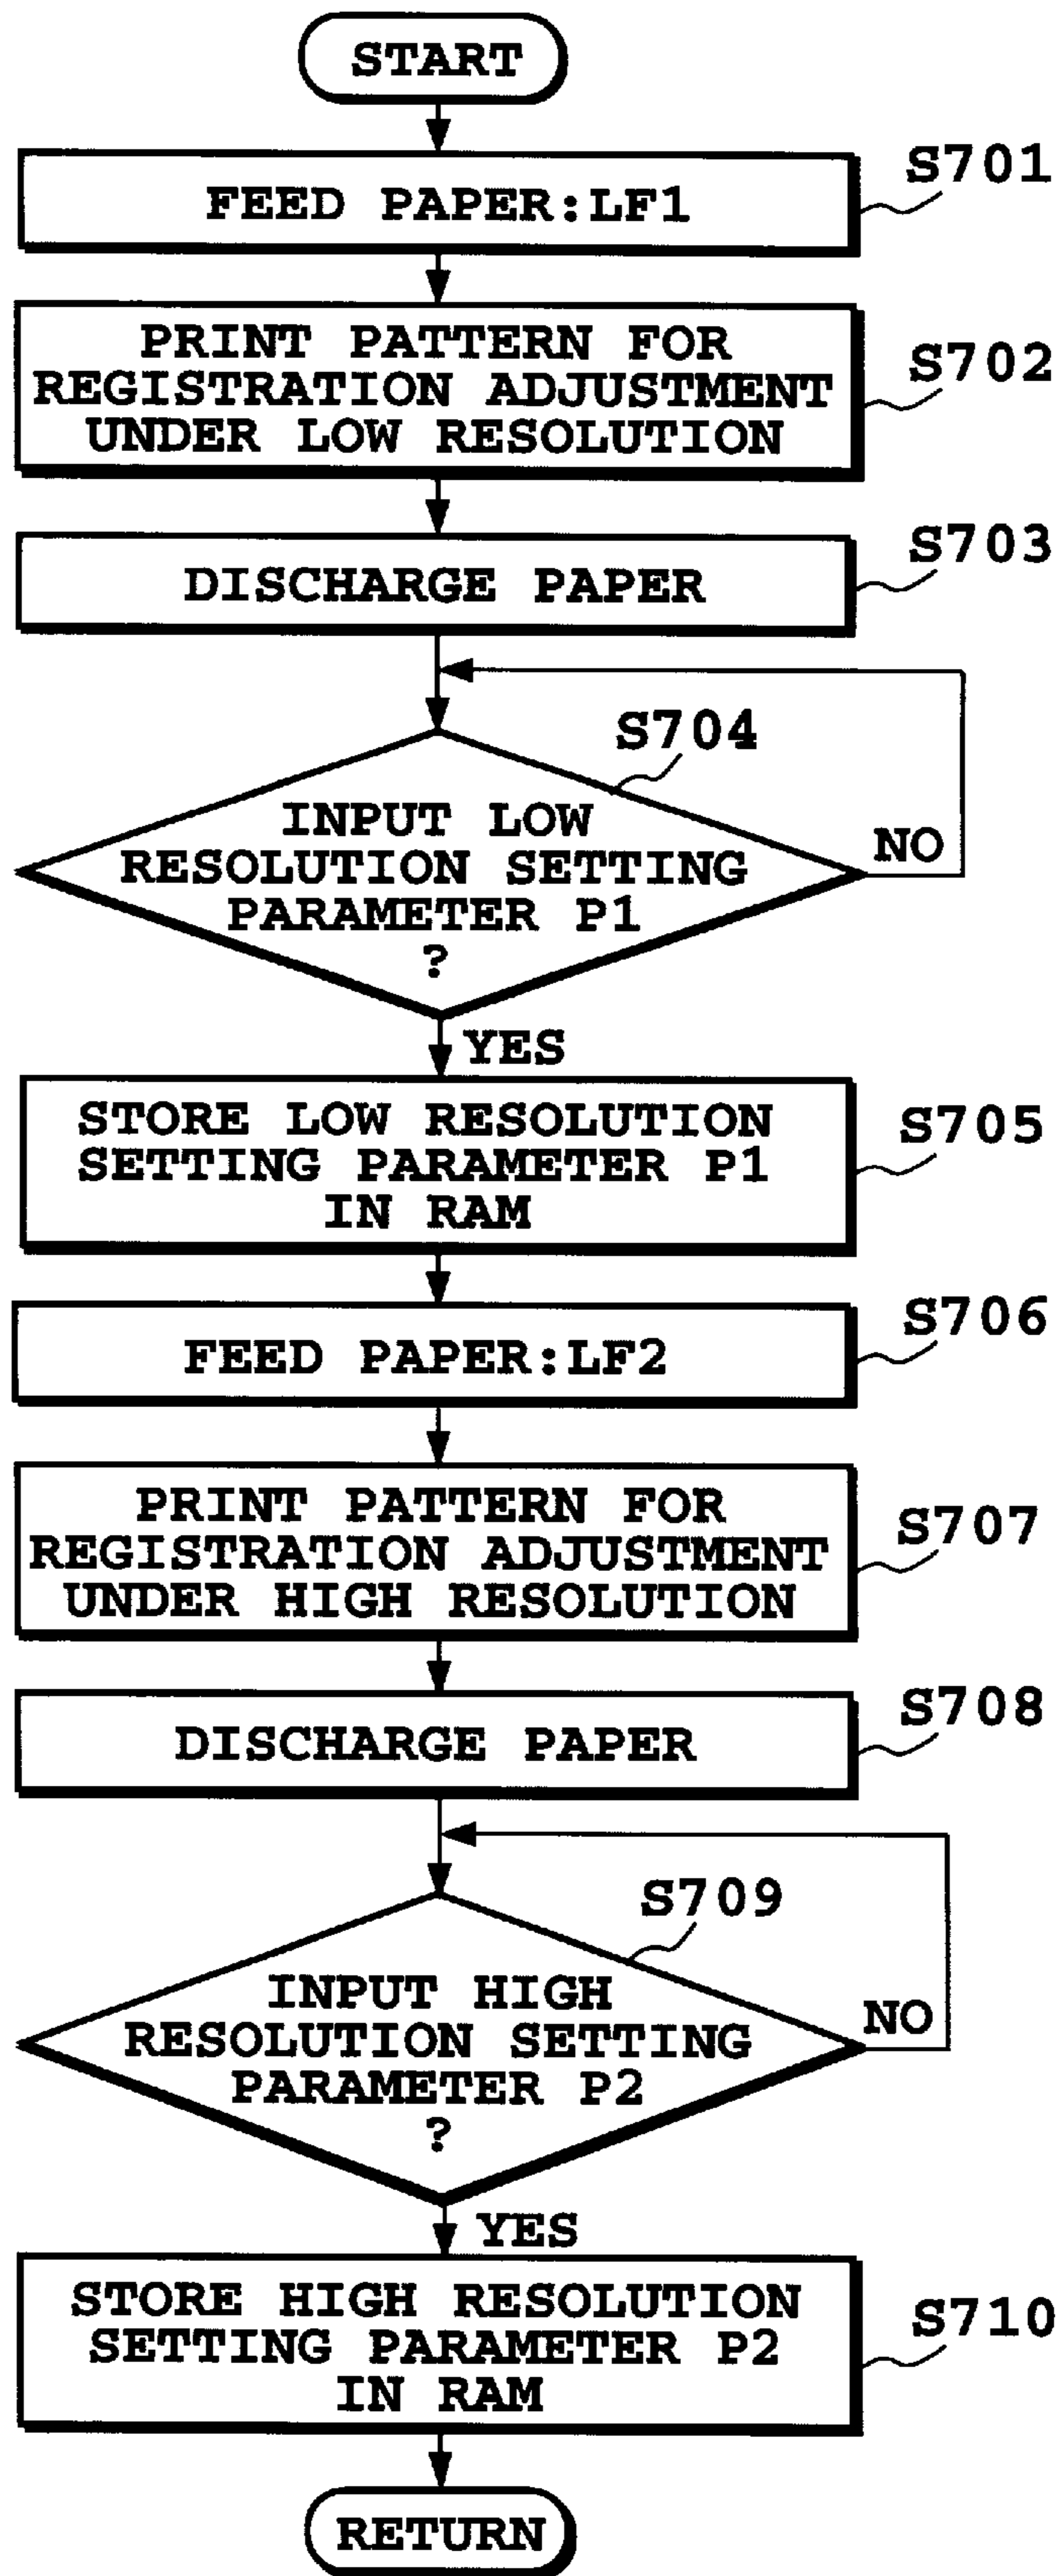 START
FEED PAPER:LF1
S701
PRINT PATTERN FOR
REGISTRATION ADJUSTMENT
UNDER LOW RESOLUTION
S702
DISCHARGE PAPER
S703
S704
INPUT LOW
RESOLUTION SETTING
PARAMETER P1
?
NO
YES
STORE LOW RESOLUTION
SETTING PARAMETER P1
IN RAM
S705
FEED PAPER:LF2
S706
PRINT PATTERN FOR
REGISTRATION ADJUSTMENT
UNDER HIGH RESOLUTION
S707
DISCHARGE PAPER
S708
S709
INPUT HIGH
RESOLUTION SETTING
PARAMETER P2
?
NO
YES
STORE HIGH RESOLUTION
SETTING PARAMETER P2
IN RAM
S710
RETURN